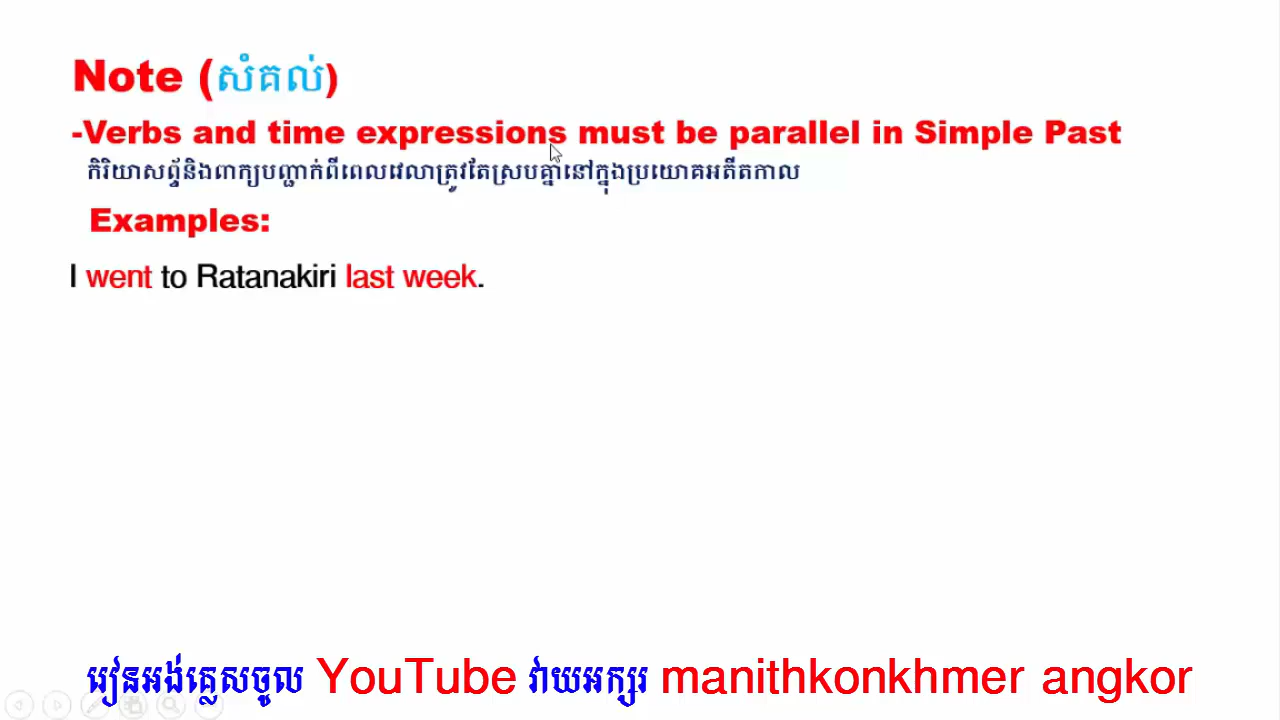 Note (សំគល់)
-Verbs and time expressions must be parallel in Simple Past
កិរិយាសព្ទ័និងពាក្យបញ្ជាក់ពីពេលវេលាត្រូវតែស្របគ្នានៅក្នុងប្រយោគអតីតកាល
Examples:
I went to Ratanakiri last week.
រៀនអង់គ្លេសចូល YouTube វាយអក្សរ manithkonkhmer angkor